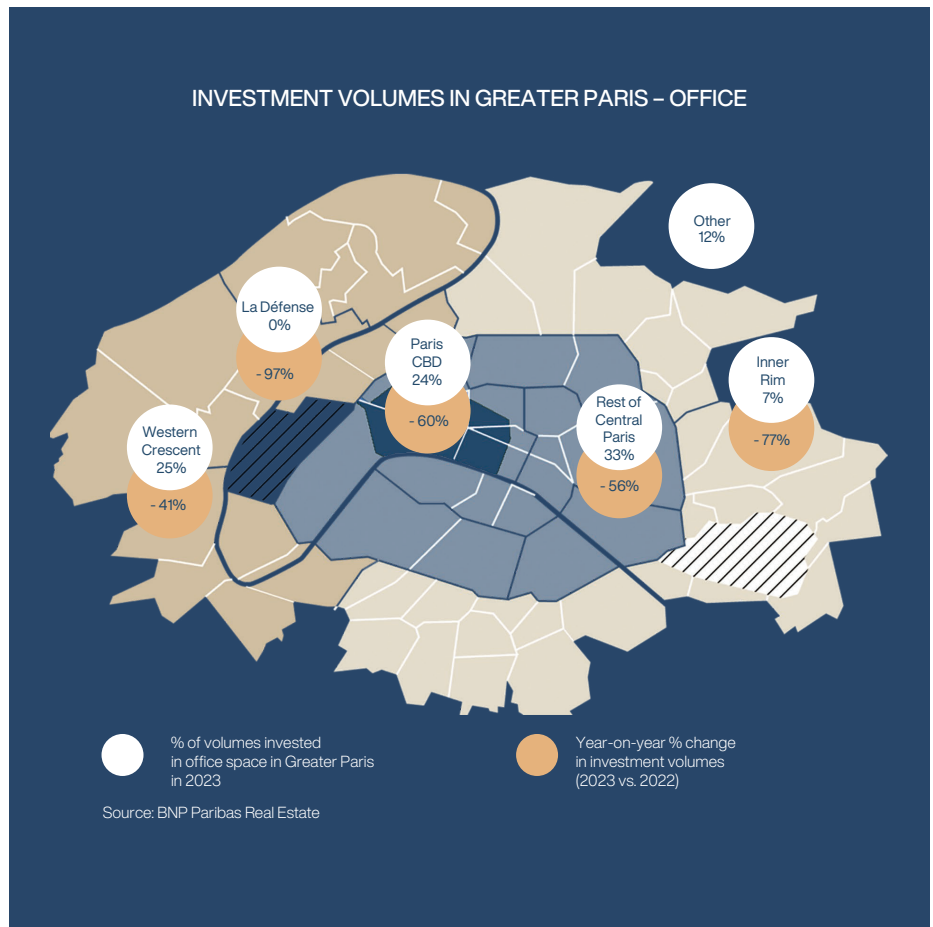 INVESTMENT VOLUMES IN GREATER PARIS – OFFICE
Other
12%
La Défense
0%
- 97%
Paris
CBD
24%
- 60%
Inner
Rim
7%
- 77%
Rest of
Central
Paris
33%
- 56%
Western
Crescent
25%
- 41%
% of volumes invested
in office space in Greater Paris
in 2023
Year-on-year % change
in investment volumes
(2023 vs. 2022)
Source: BNP Paribas Real Estate